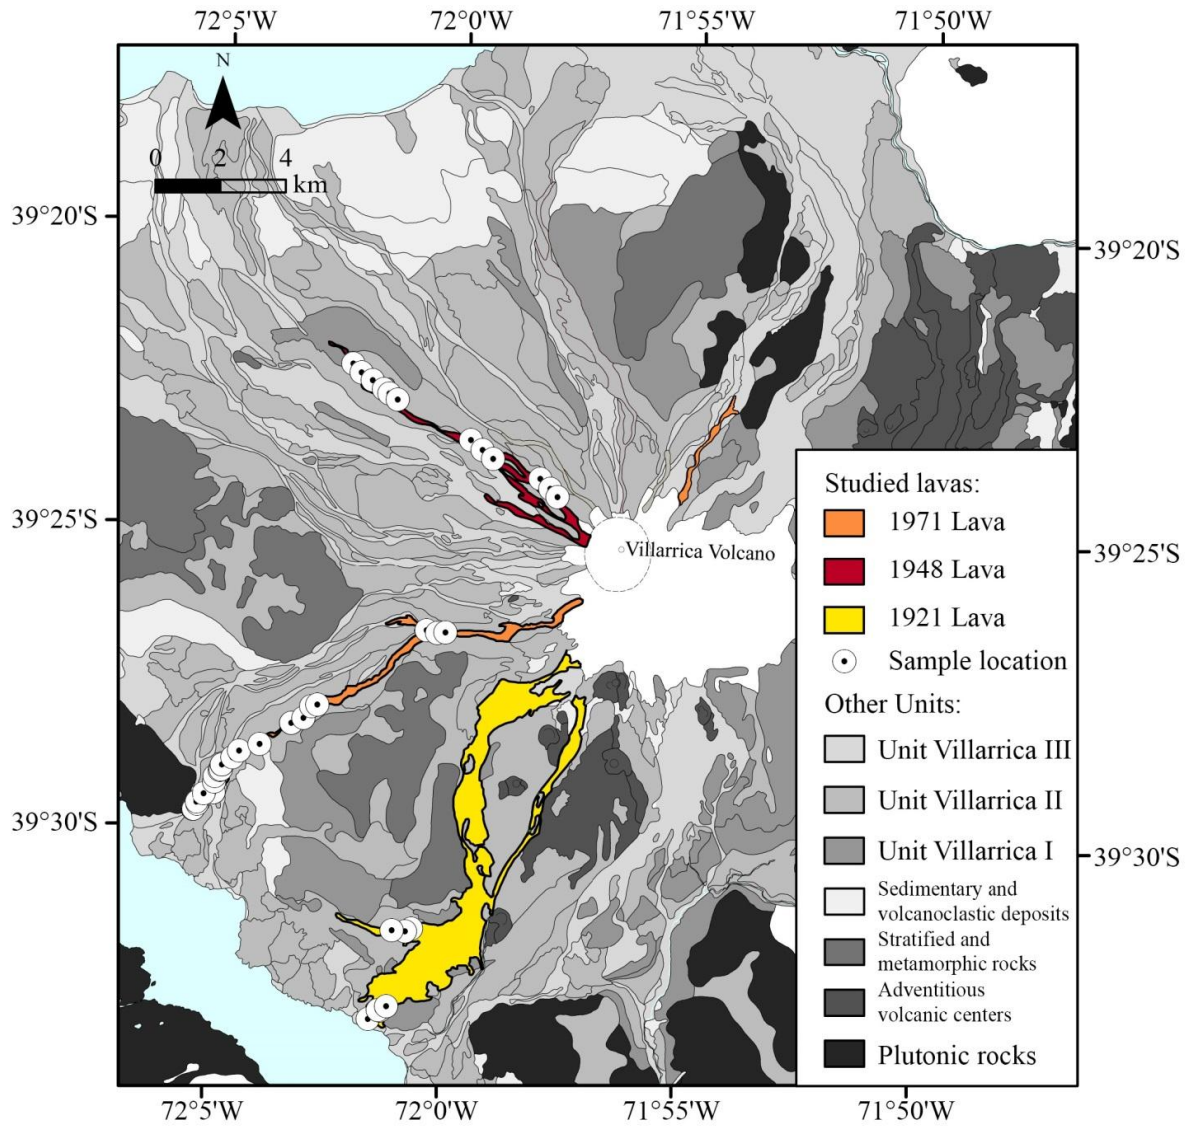 72°5'W 72°0'W 71°55'W 71°50'W
N
0 2 4
km
39°20'S
39°20'S
39°25'S
Villarrica Volcano
39°25'S
Studied lavas:
1971 Lava
1948 Lava
1921 Lava
Sample location
Other Units:
Unit Villarrica III
Unit Villarrica II
Unit Villarrica I
Sedimentary and
volcanoclastic deposits
Stratified and
metamorphic rocks
Adventitious
volcanic centers
Plutonic rocks
39°30'S
39°30'S
72°5'W 72°0'W 71°55'W 71°50'W